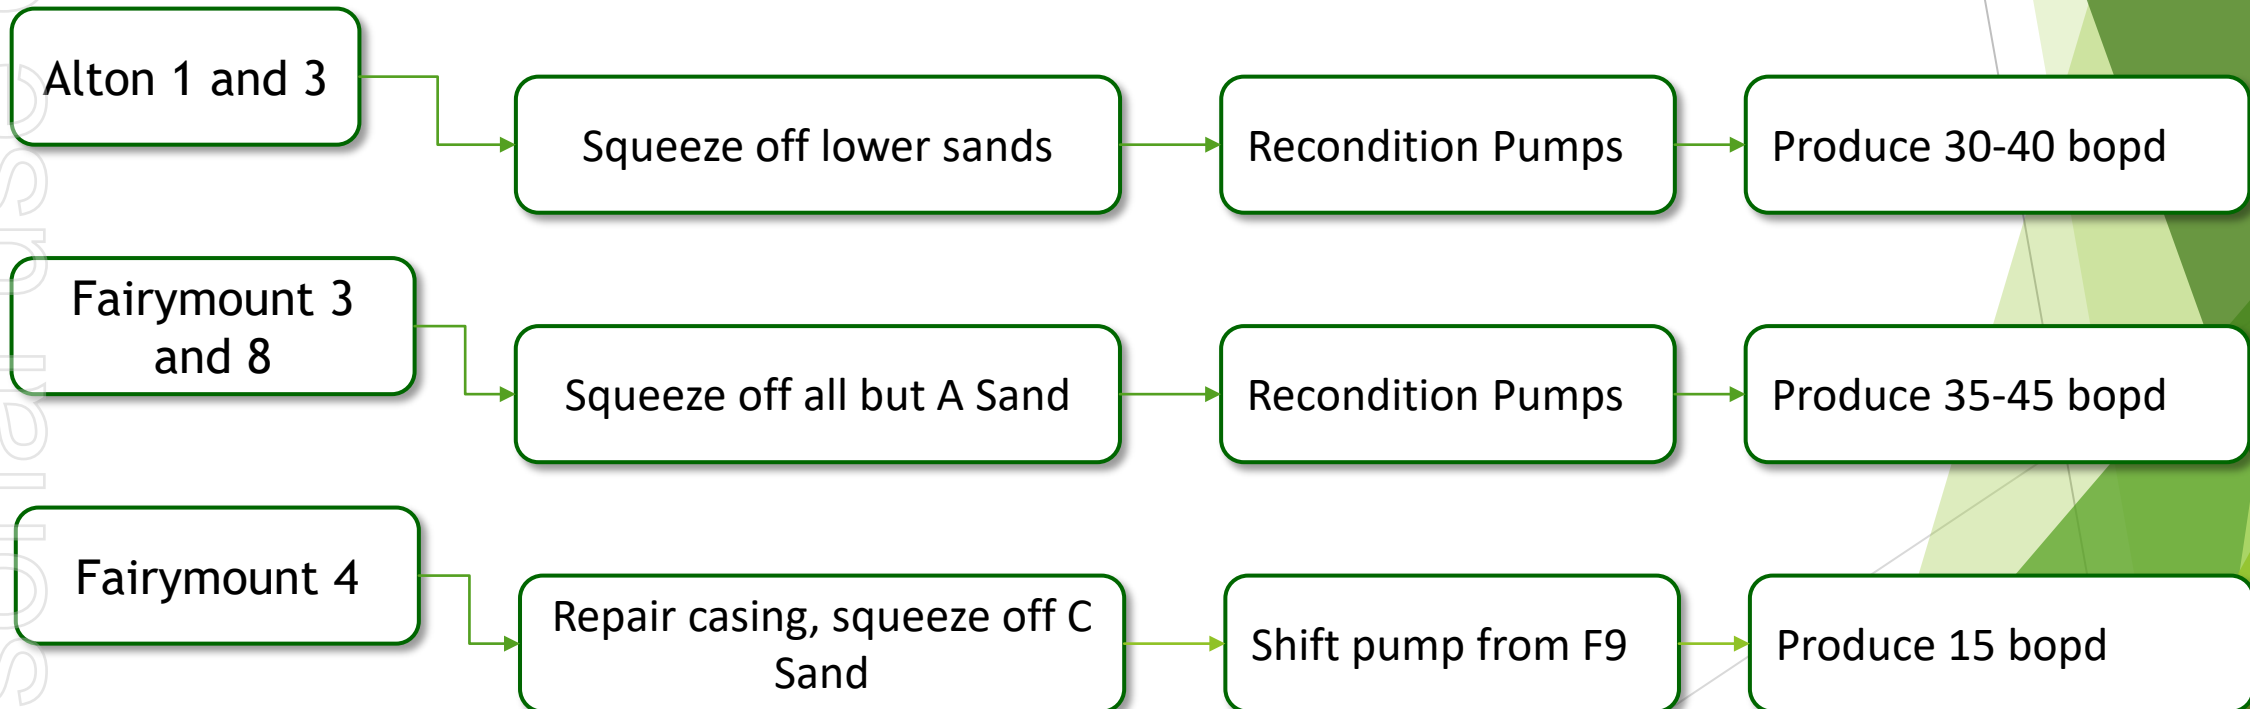 Alton 1 and 3
Squeeze off lower sands
Recondition Pumps
Produce 30-40 bopd
Fairymount 3
and 8
Squeeze off all but A Sand
Recondition Pumps
Produce 35-45 bopd
Fairymount 4
Repair casing, squeeze off C
Sand
Shift pump from F9
Produce 15 bopd